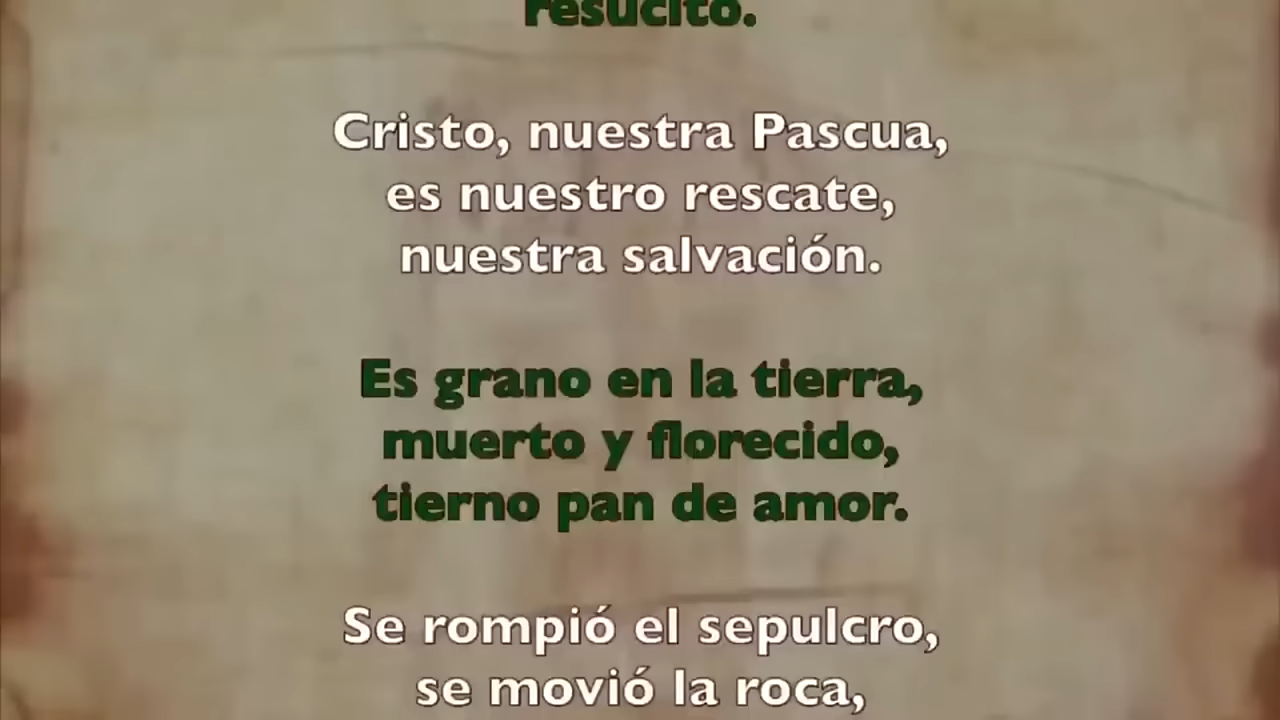 resucitó.
Cristo, nuestra Pascua,
es nuestro rescate,
nuestra salvación.
Es grano en la tierra,
muerto y florecido,
tierno pan de amor.
Se rompió el sepulcro,
se movió la roca,